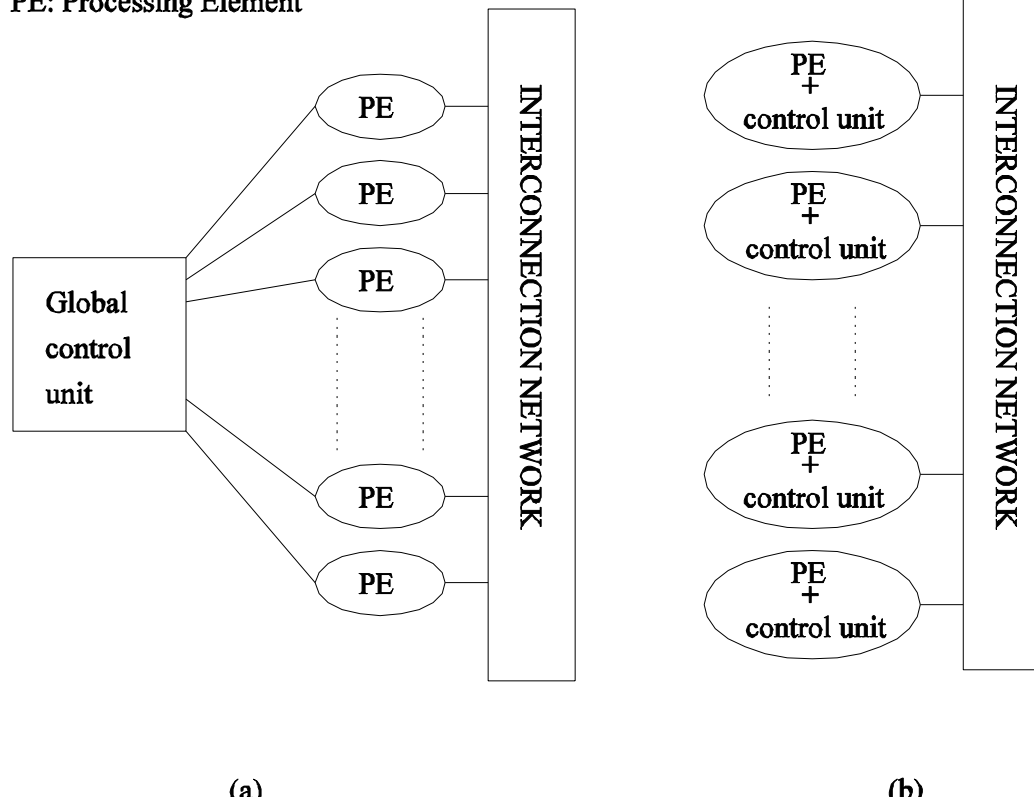 PE: Processing Element
PE
PE
PE
Global
control
unit
PE
PE
INTERCONNECTION NETWORK
(a)
PE
+
control unit
PE
+
control unit
PE
+
control unit
PE
+
control unit
INTERCONNECTION NETWORK
(b)